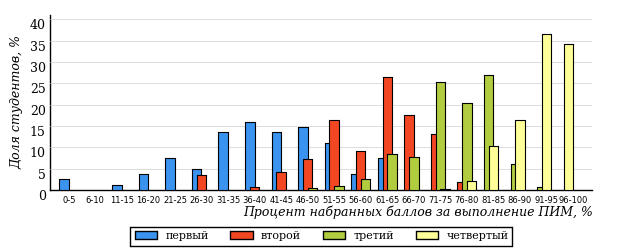 40
35
30
25
20
15
10
5
0
Доля студентов, %
0-5 6-10 11-15 16-20 21-25 26-30 31-35 36-40 41-45 46-50 51-55 56-60 61-65 66-70 71-75 76-80 81-85 86-90 91-95 96-100
Процент набранных баллов за выполнение ПИМ, %
первый второй третий четвертый